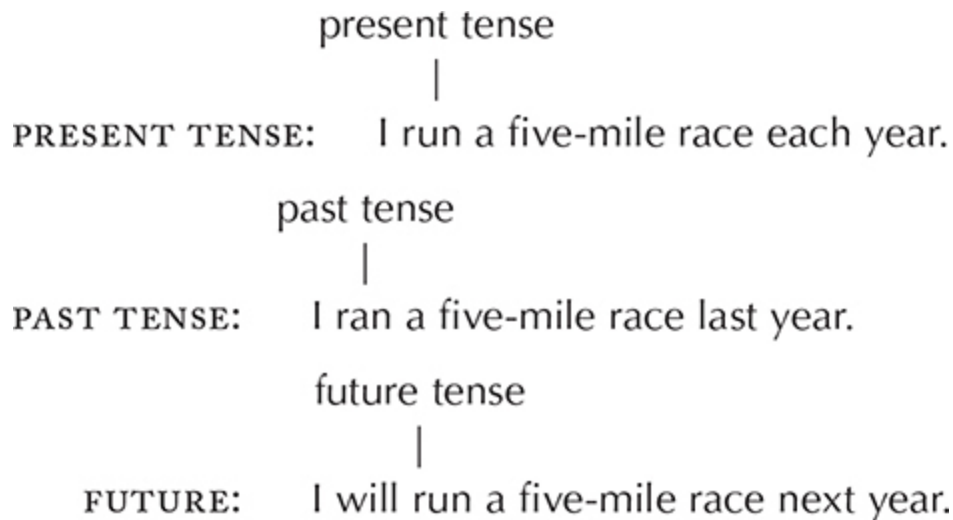 present tense
PRESENT TENSE: I run a five-mile race each year.
past tense
PAST TENSE: I ran a five-mile race last year.
future tense
FUTURE: I will run a five-mile race next year.